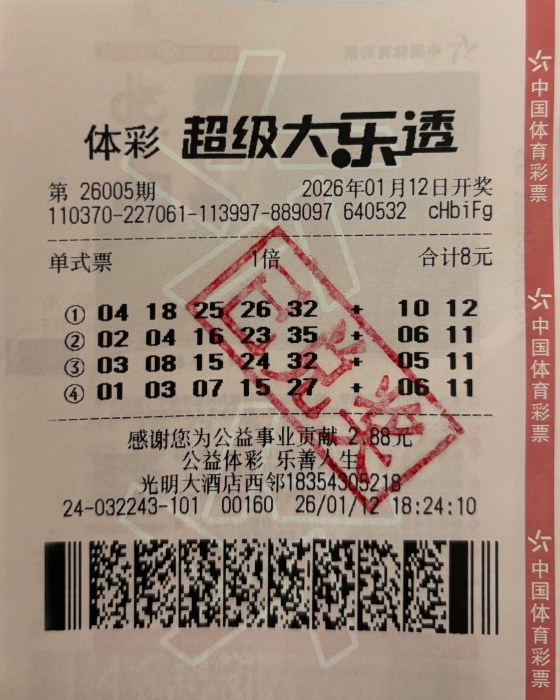 体彩 超级大乐透
第 26005期 2026年01月12日开奖
110370-227061-113997-889097 640532 cHbiFg
单式票 1倍 合计8元
① 04 18 25 26 32 + 10 12
② 02 04 16 23 35 + 06 11
③ 03 08 15 24 32 + 05 11
④ 01 03 07 15 27 + 06 11
已兑奖
感谢您为公益事业贡献 2.88元
公益体彩 乐善人生
光明大酒店西邻18354305218
24-032243-101 00160 26/01/12 18:24:10
中国体育彩票
中国体育彩票
中国体育彩票